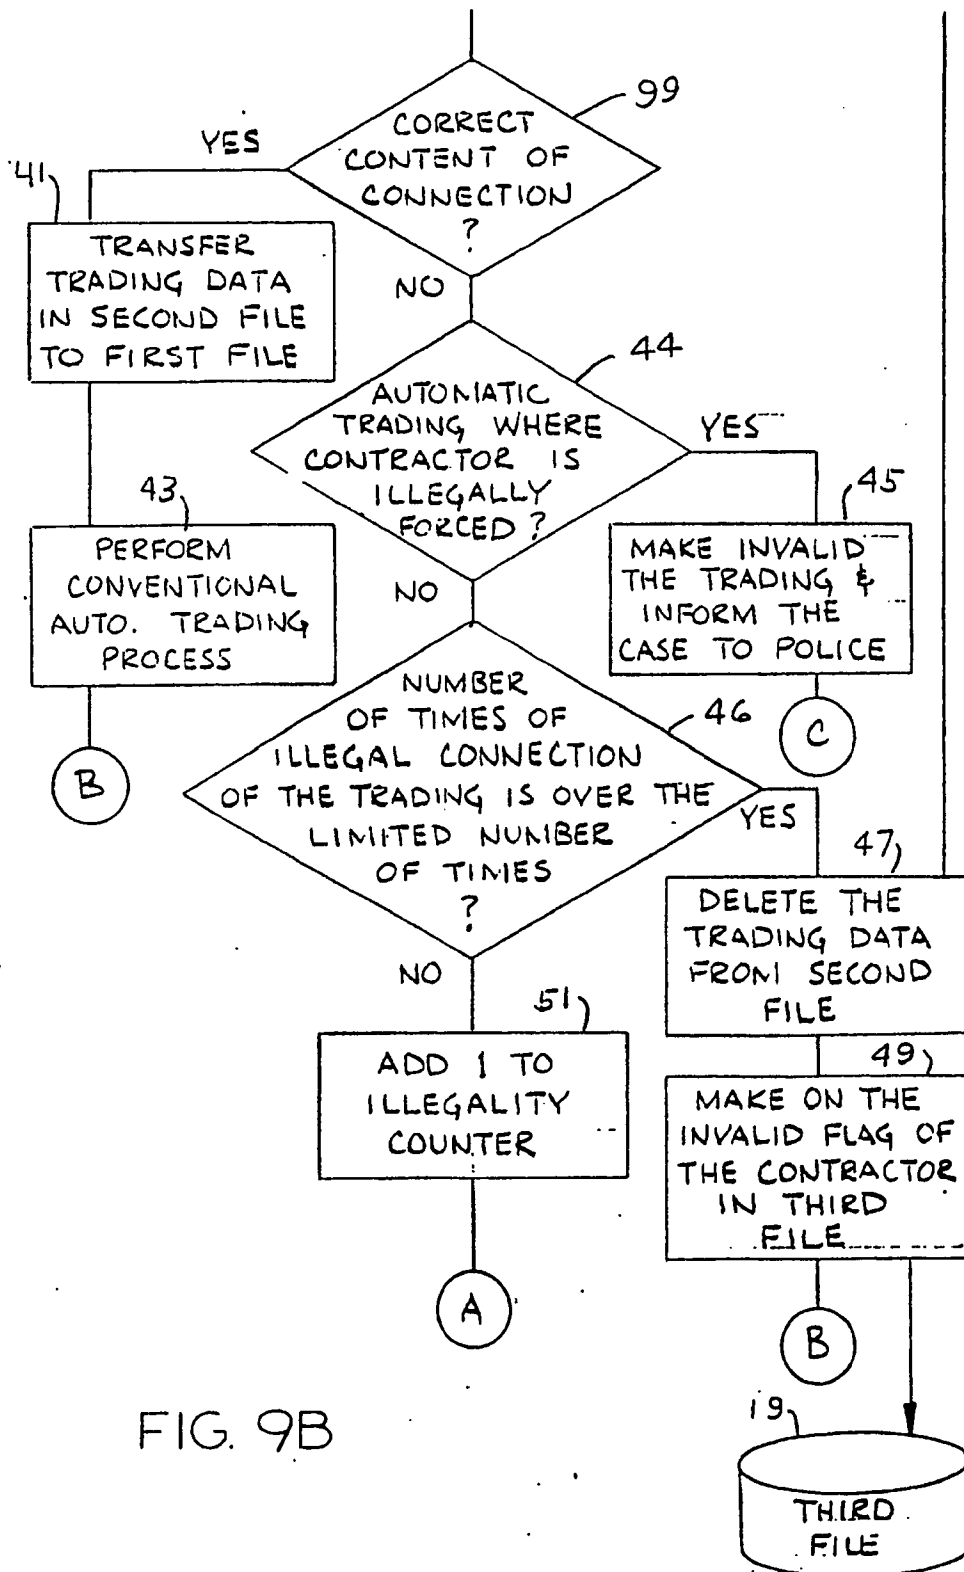 99
CORRECT
CONTENT OF
CONNECTION
?
YES
NO
41
TRANSFER
TRADING DATA
IN SECOND FILE
TO FIRST FILE
44
AUTOMATIC
TRADING WHERE
CONTRACTOR IS
ILLEGALLY
FORCED?
YES
NO
43
PERFORM
CONVENTIONAL
AUTO. TRADING
PROCESS
B
45
MAKE INVALID
THE TRADING &
INFORM THE
CASE TO POLICE
C
46
NUMBER
OF TIMES OF
ILLEGAL CONNECTION
OF THE TRADING IS OVER THE
LIMITED NUMBER
OF TIMES
?
YES
NO
47
DELETE THE
TRADING DATA
FROM SECOND
FILE
51
ADD 1 TO
ILLEGALITY
COUNTER
A
49
MAKE ON THE
INVALID FLAG OF
THE CONTRACTOR
IN THIRD
FILE
B
19
THIRD
FILE
FIG. 9B